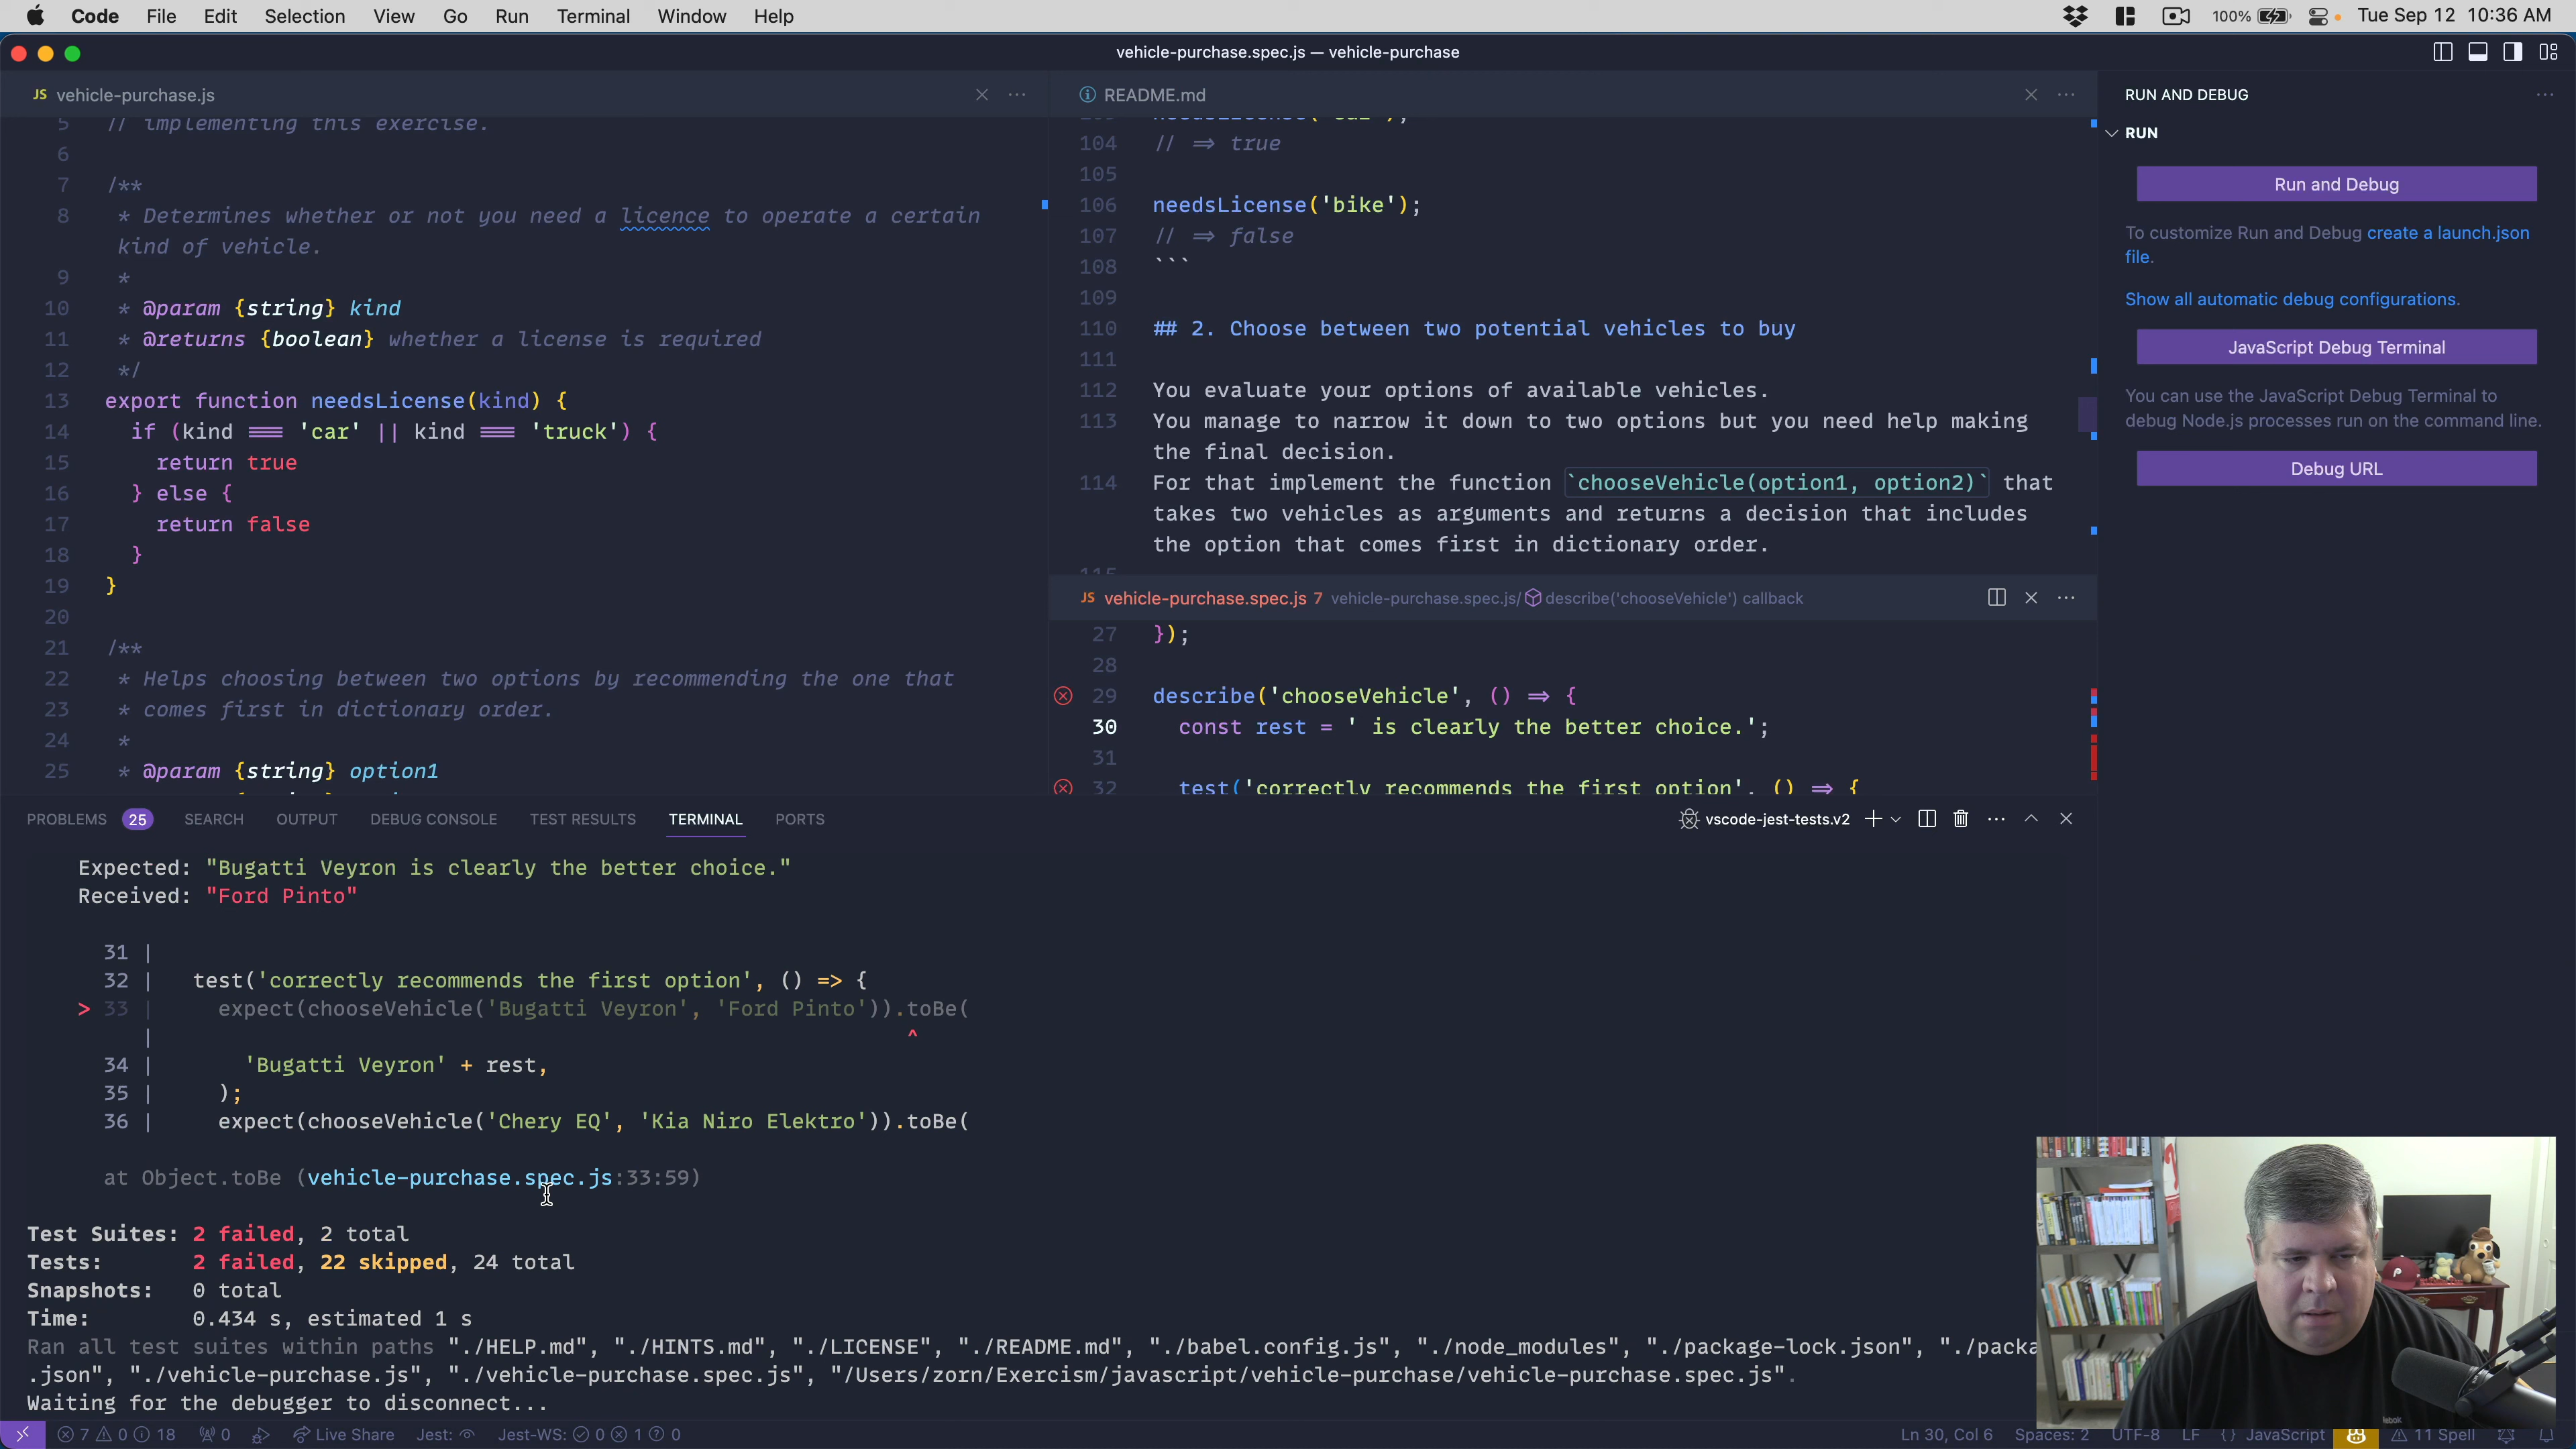 Code File Edit Selection View Go Run Terminal Window Help 100% Tue Sep 12 10:36 AM
vehicle-purchase.spec.js — vehicle-purchase
JS vehicle-purchase.js
5 // implementing this exercise.
6
7 /**
8 * Determines whether or not you need a licence to operate a certain
kind of vehicle.
9 *
10 * @param {string} kind
11 * @returns {boolean} whether a license is required
12 */
13 export function needsLicense(kind) {
14 if (kind === 'car' || kind === 'truck') {
15 return true
16 } else {
17 return false
18 }
19 }
20
21 /**
22 * Helps choosing between two options by recommending the one that
23 * comes first in dictionary order.
24 *
25 * @param {string} option1
README.md
104 // => true
105
106 needsLicense('bike');
107 // => false
108 ```
109
110 ## 2. Choose between two potential vehicles to buy
111
112 You evaluate your options of available vehicles.
113 You manage to narrow it down to two options but you need help making
the final decision.
114 For that implement the function `chooseVehicle(option1, option2)` that
takes two vehicles as arguments and returns a decision that includes
the option that comes first in dictionary order.
115
JS vehicle-purchase.spec.js 7 vehicle-purchase.spec.js/ describe('chooseVehicle') callback
27 });
28
29 describe('chooseVehicle', () => {
30 const rest = ' is clearly the better choice.';
31
32 test('correctly recommends the first option', () => {
RUN AND DEBUG
RUN
Run and Debug
To customize Run and Debug create a launch.json
file.
Show all automatic debug configurations.
JavaScript Debug Terminal
You can use the JavaScript Debug Terminal to
debug Node.js processes run on the command line.
Debug URL
PROBLEMS 25 SEARCH OUTPUT DEBUG CONSOLE TEST RESULTS TERMINAL PORTS vscode-jest-tests.v2
Expected: "Bugatti Veyron is clearly the better choice."
Received: "Ford Pinto"
31 |
32 | test('correctly recommends the first option', () => {
> 33 | expect(chooseVehicle('Bugatti Veyron', 'Ford Pinto')).toBe(
| ^
34 | 'Bugatti Veyron' + rest,
35 | );
36 | expect(chooseVehicle('Chery EQ', 'Kia Niro Elektro')).toBe(
at Object.toBe (vehicle-purchase.spec.js:33:59)
Test Suites: 2 failed, 2 total
Tests: 2 failed, 22 skipped, 24 total
Snapshots: 0 total
Time: 0.434 s, estimated 1 s
Ran all test suites within paths "./HELP.md", "./HINTS.md", "./LICENSE", "./README.md", "./babel.config.js", "./node_modules", "./package-lock.json", "./packa
.json", "./vehicle-purchase.js", "./vehicle-purchase.spec.js", "/Users/zorn/Exercism/javascript/vehicle-purchase/vehicle-purchase.spec.js".
Waiting for the debugger to disconnect...
7 0 18 0 Live Share Jest: Jest-WS: 0 1 0 Ln 30, Col 6 Spaces: 2 UTF-8 LF {} JavaScript 11 Spell